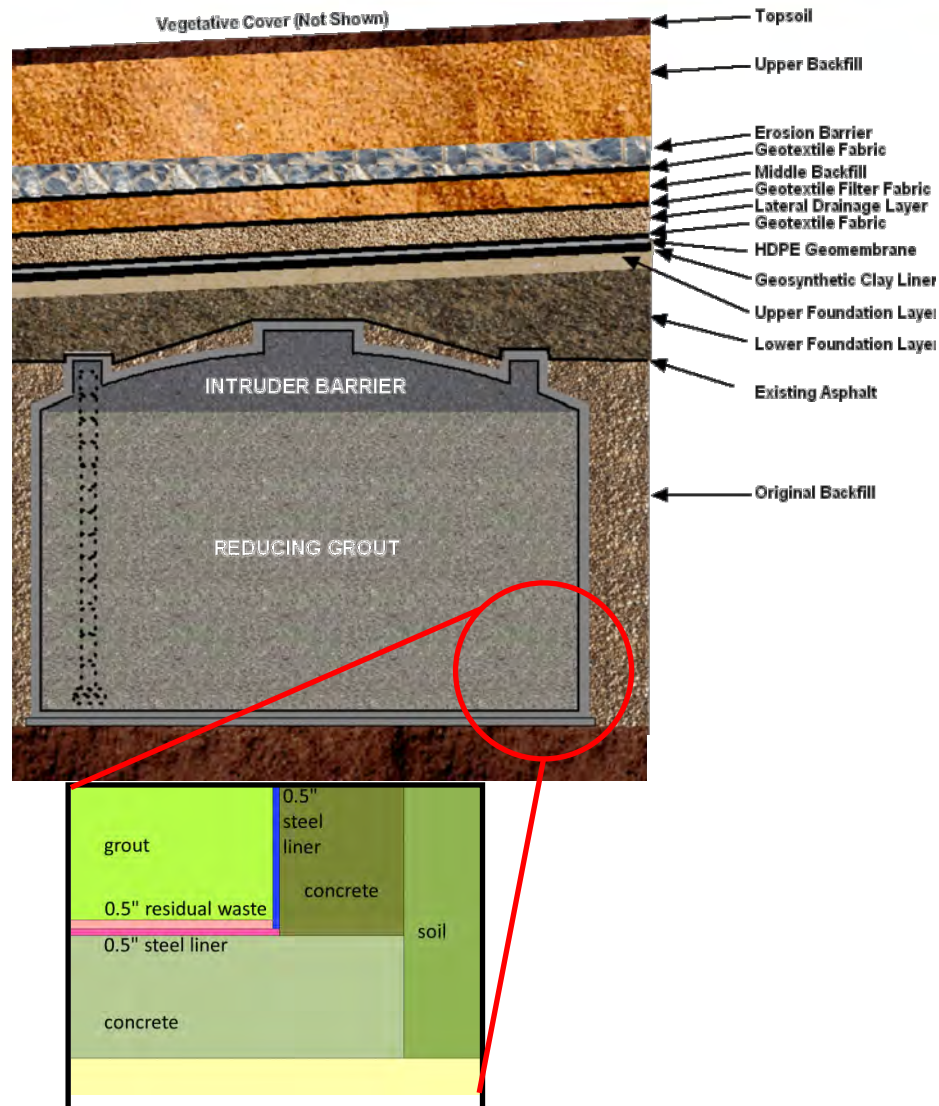 Vegetative Cover (Not Shown)
Topsoil
Upper Backfill
Erosion Barrier
Geotextile Fabric
Middle Backfill
Geotextile Filter Fabric
Lateral Drainage Layer
Geotextile Fabric
HDPE Geomembrane
Geosynthetic Clay Liner
Upper Foundation Layer
Lower Foundation Layer
Existing Asphalt
INTRUDER BARRIER
Original Backfill
REDUCING GROUT
0.5"
steel
liner
grout
concrete
0.5" residual waste
soil
0.5" steel liner
concrete